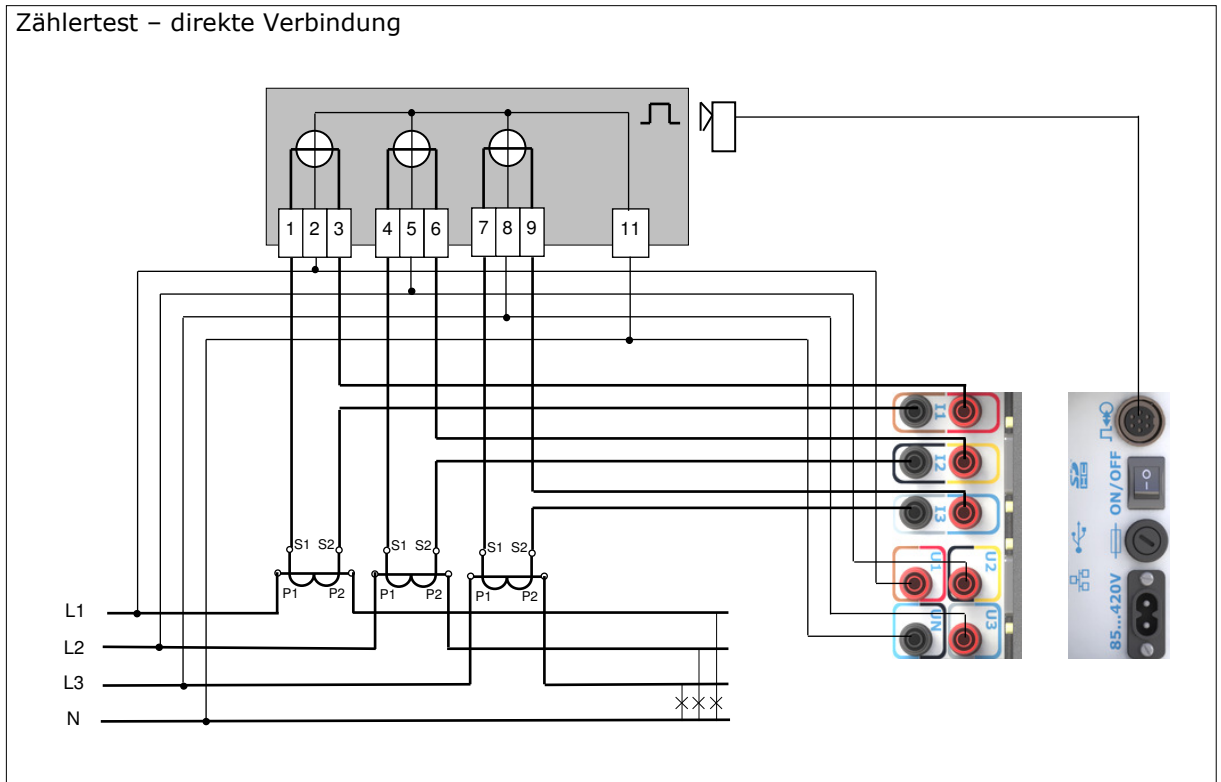 Zählertest – direkte Verbindung
1 2 3 4 5 6 7 8 9 11
I1
I2
I3
U1 U2
UN U3
ON/OFF
85...420V
S1 S2 S1 S2 S1 S2
P1 P2 P1 P2 P1 P2
L1
L2
L3
N